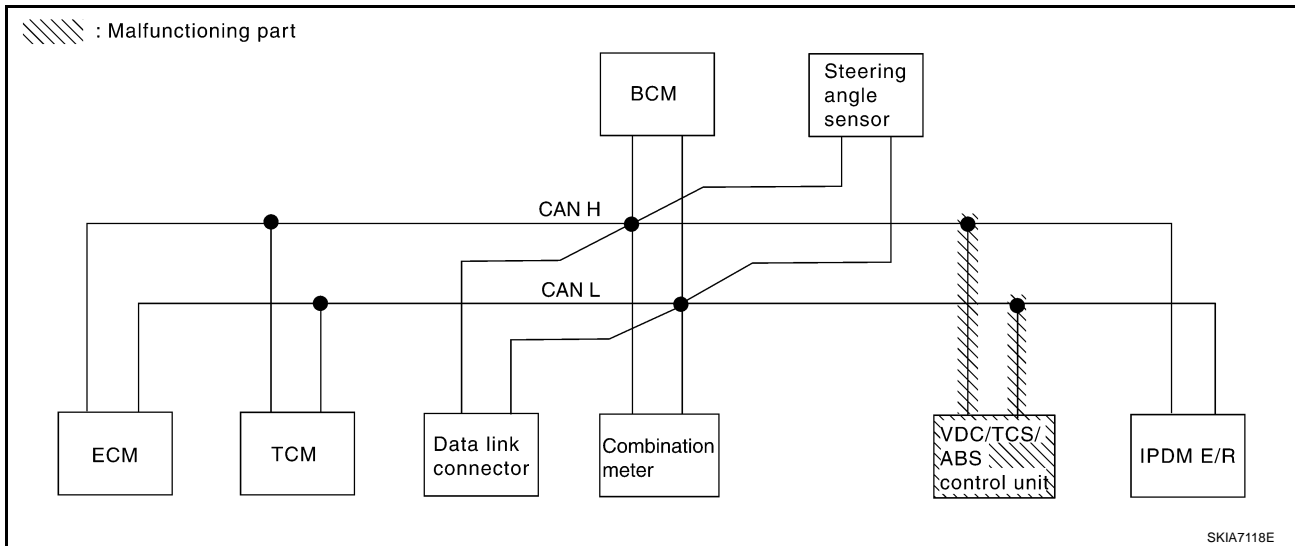 : Malfunctioning part
BCM
Steering
angle
sensor
CAN H
CAN L
ECM
TCM
Data link
connector
Combination
meter
VDC/TCS/
ABS
control unit
IPDM E/R
SKIA7118E